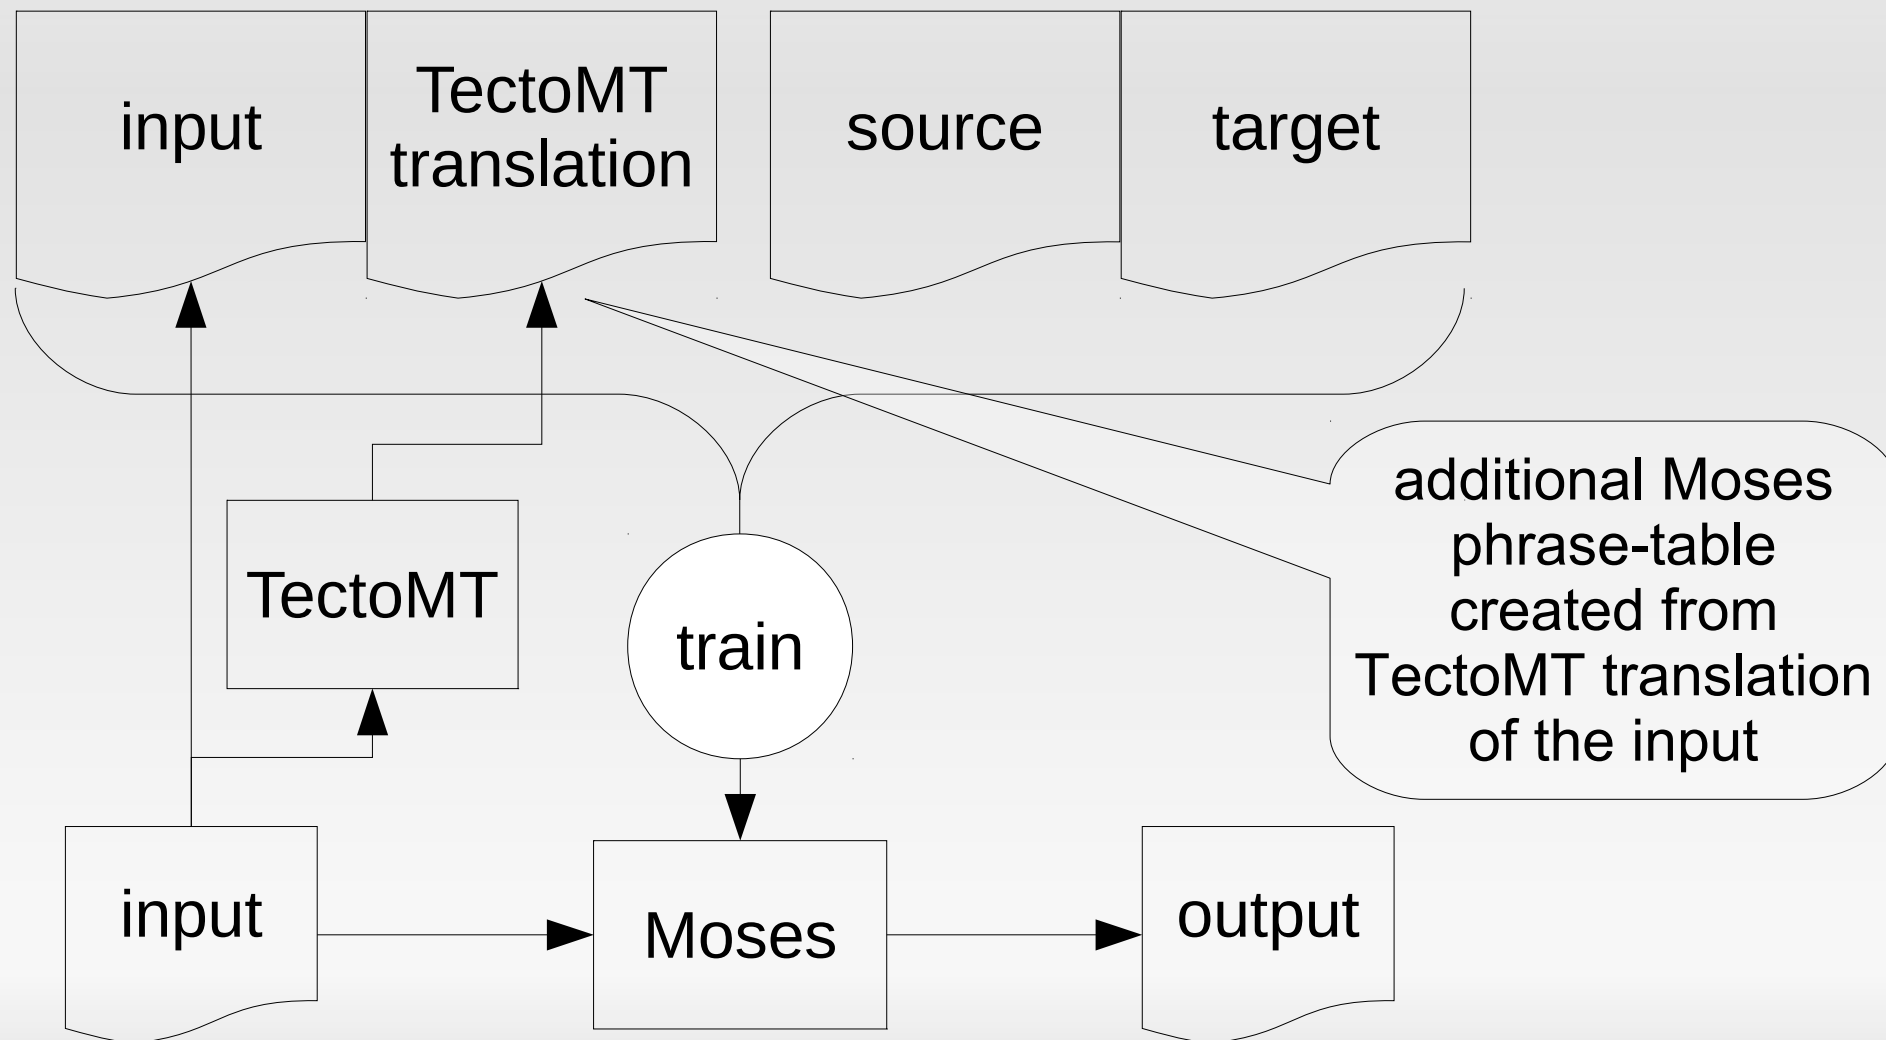 input
TectoMT
translation
source
target
TectoMT
train
additional Moses
phrase-table
created from
TectoMT translation
of the input
input
Moses
output